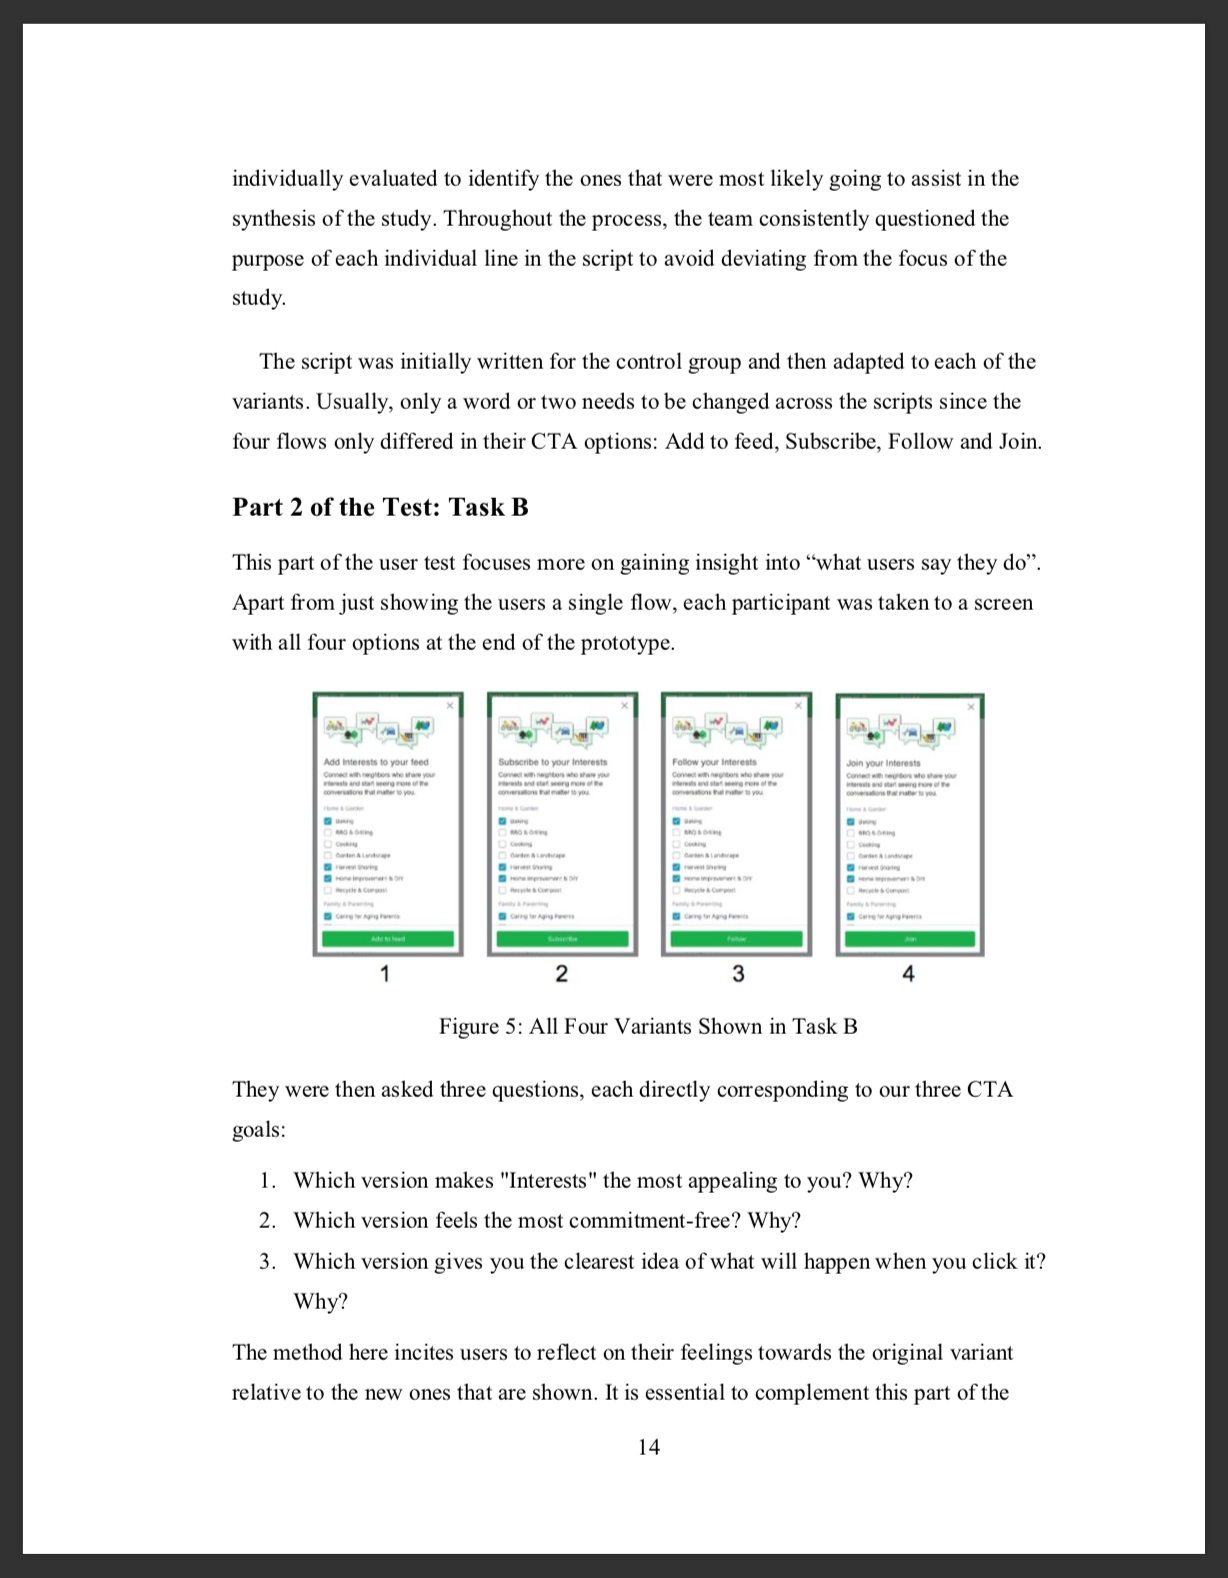 individually evaluated to identify the ones that were most likely going to assist in the
synthesis of the study. Throughout the process, the team consistently questioned the
purpose of each individual line in the script to avoid deviating from the focus of the
study.
The script was initially written for the control group and then adapted to each of the
variants. Usually, only a word or two needs to be changed across the scripts since the
four flows only differed in their CTA options: Add to feed, Subscribe, Follow and Join.
Part 2 of the Test: Task B
This part of the user test focuses more on gaining insight into “what users say they do”.
Apart from just showing the users a single flow, each participant was taken to a screen
with all four options at the end of the prototype.
Add Interests to your feed
Connect with neighbors who share your
interests and start seeing more of the
conversations that matter to you.
Home & Garden
Baking
BBQ & Grilling
Cooking
Garden & Landscape
Harvest Sharing
Home Improvement & DIY
Recycle & Compost
Family & Parenting
Caring for Aging Parents
Add to feed
1
Subscribe to your Interests
Connect with neighbors who share your
interests and start seeing more of the
conversations that matter to you.
Home & Garden
Baking
BBQ & Grilling
Cooking
Garden & Landscape
Harvest Sharing
Home Improvement & DIY
Recycle & Compost
Family & Parenting
Caring for Aging Parents
Subscribe
2
Follow your Interests
Connect with neighbors who share your
interests and start seeing more of the
conversations that matter to you.
Home & Garden
Baking
BBQ & Grilling
Cooking
Garden & Landscape
Harvest Sharing
Home Improvement & DIY
Recycle & Compost
Family & Parenting
Caring for Aging Parents
Follow
3
Join your Interests
Connect with neighbors who share your
interests and start seeing more of the
conversations that matter to you.
Home & Garden
Baking
BBQ & Grilling
Cooking
Garden & Landscape
Harvest Sharing
Home Improvement & DIY
Recycle & Compost
Family & Parenting
Caring for Aging Parents
Join
4
Figure 5: All Four Variants Shown in Task B
They were then asked three questions, each directly corresponding to our three CTA
goals:
1. Which version makes "Interests" the most appealing to you? Why?
2. Which version feels the most commitment-free? Why?
3. Which version gives you the clearest idea of what will happen when you click it?
Why?
The method here incites users to reflect on their feelings towards the original variant
relative to the new ones that are shown. It is essential to complement this part of the
14